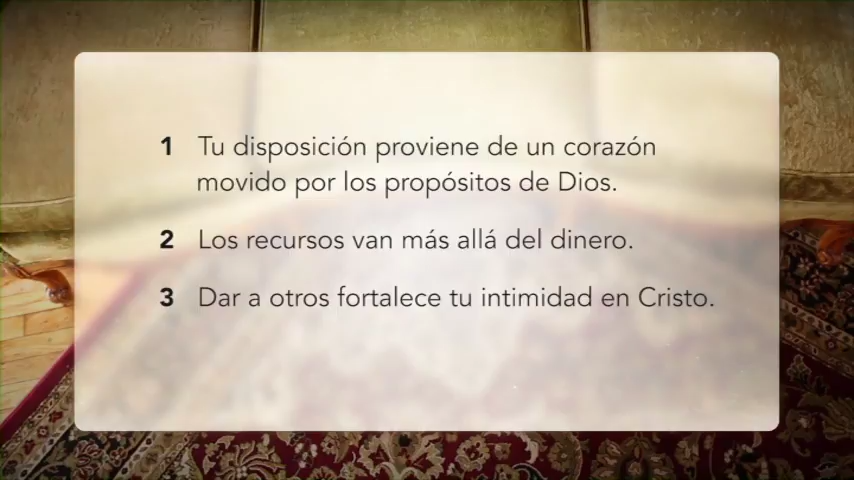 1 Tu disposición proviene de un corazón
movido por los propósitos de Dios.
2 Los recursos van más allá del dinero.
3 Dar a otros fortalece tu intimidad en Cristo.